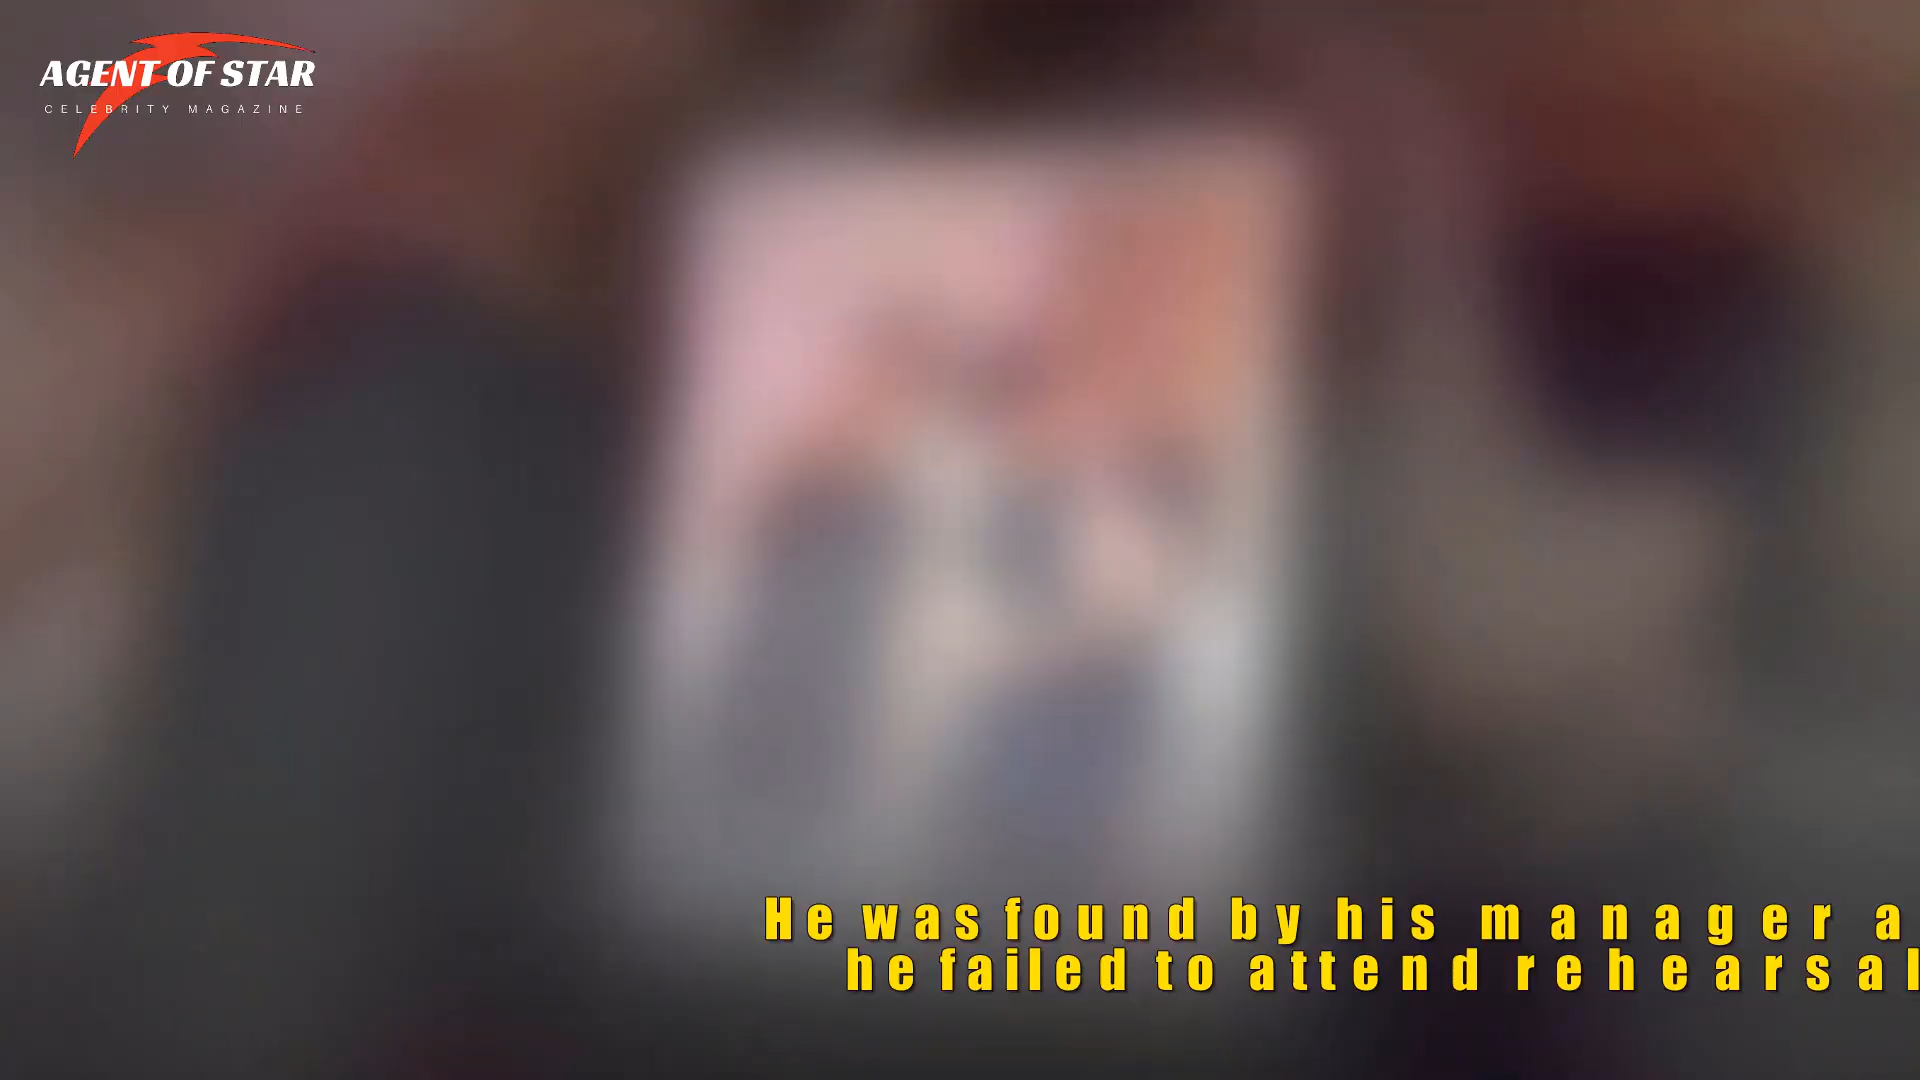 AGENT OF STAR
CELEBRITY MAGAZINE
He was found by his manager a
he failed to attend rehearsal